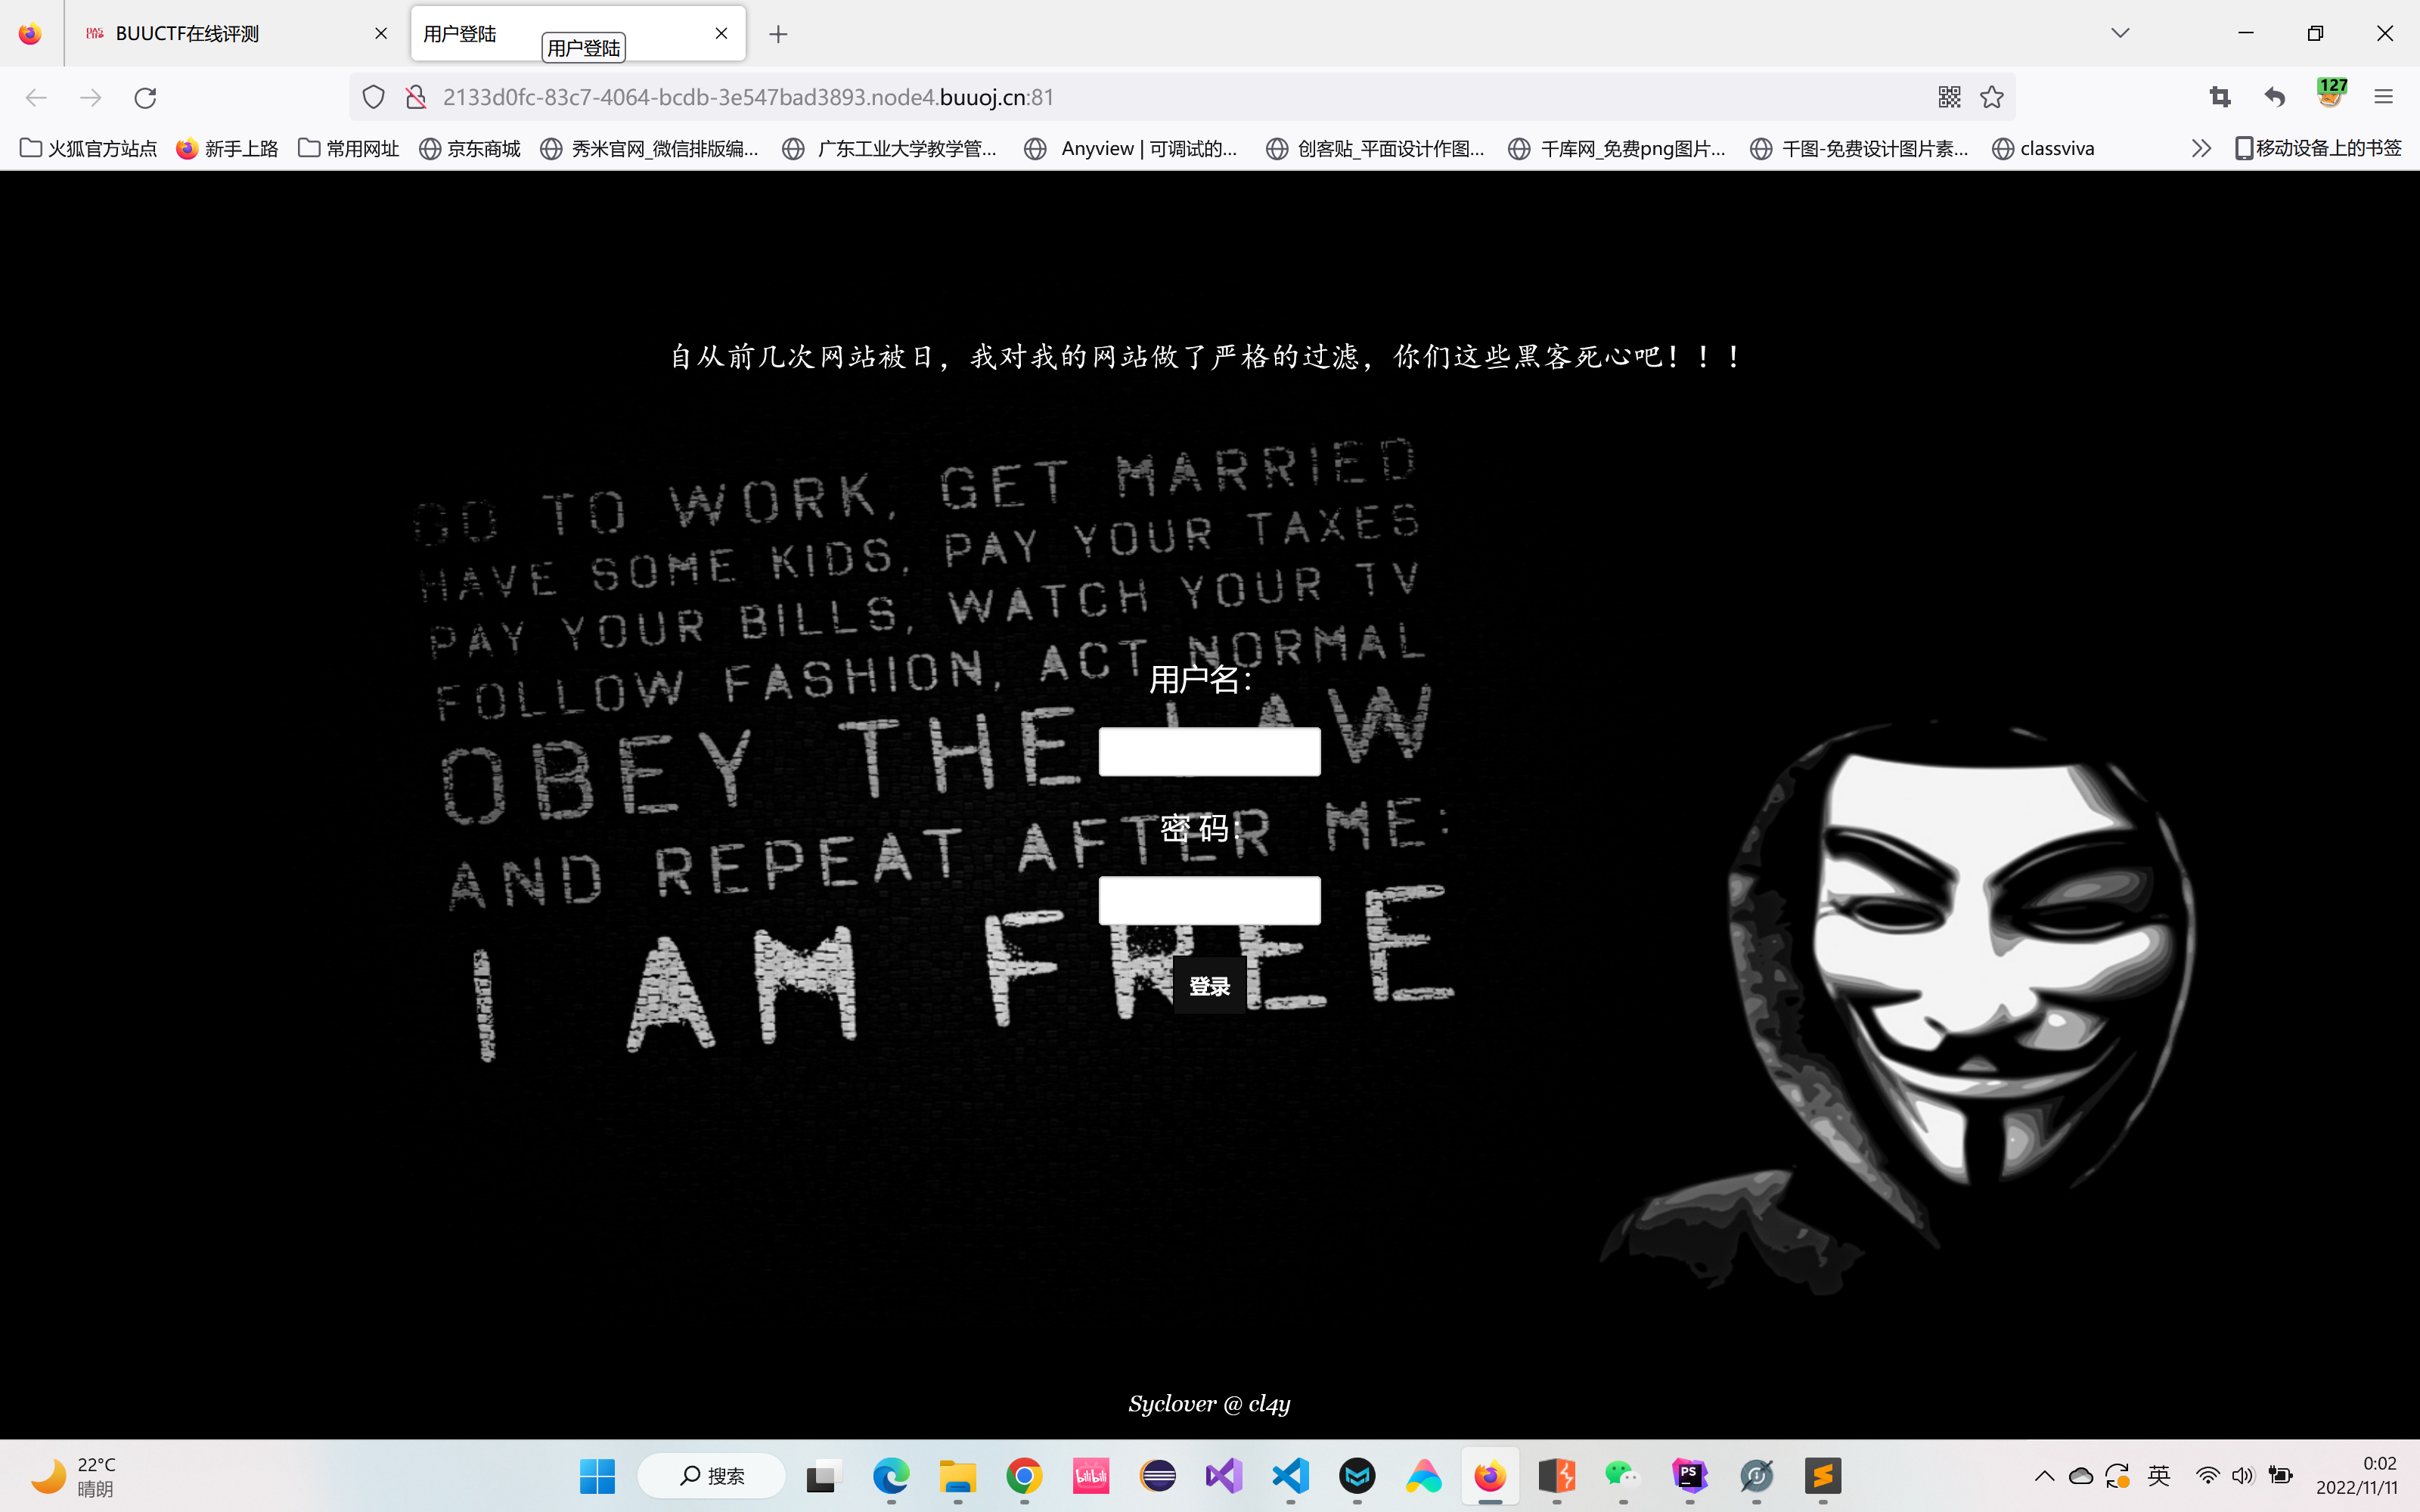 BUUCTF在线评测
用户登陆
用户登陆
2133d0fc-83c7-4064-bcdb-3e547bad3893.node4.buuoj.cn:81
127
火狐官方站点 新手上路 常用网址 京东商城 秀米官网_微信排版编... 广东工业大学教学管... Anyview | 可调试的... 创客贴_平面设计作图... 千库网_免费png图片... 千图-免费设计图片素... classviva 移动设备上的书签
自从前几次网站被日，我对我的网站做了严格的过滤，你们这些黑客死心吧！！！
GO TO WORK, GET MARRIED
HAVE SOME KIDS, PAY YOUR TAXES
PAY YOUR BILLS, WATCH YOUR TV
FOLLOW FASHION, ACT NORMAL
OBEY THE LAW
AND REPEAT AFTER ME:
I AM FREE
用户名：
密 码：
登录
Syclover @ cl4y
22°C
晴朗
搜索
bilibili
PS
英
0:02
2022/11/11